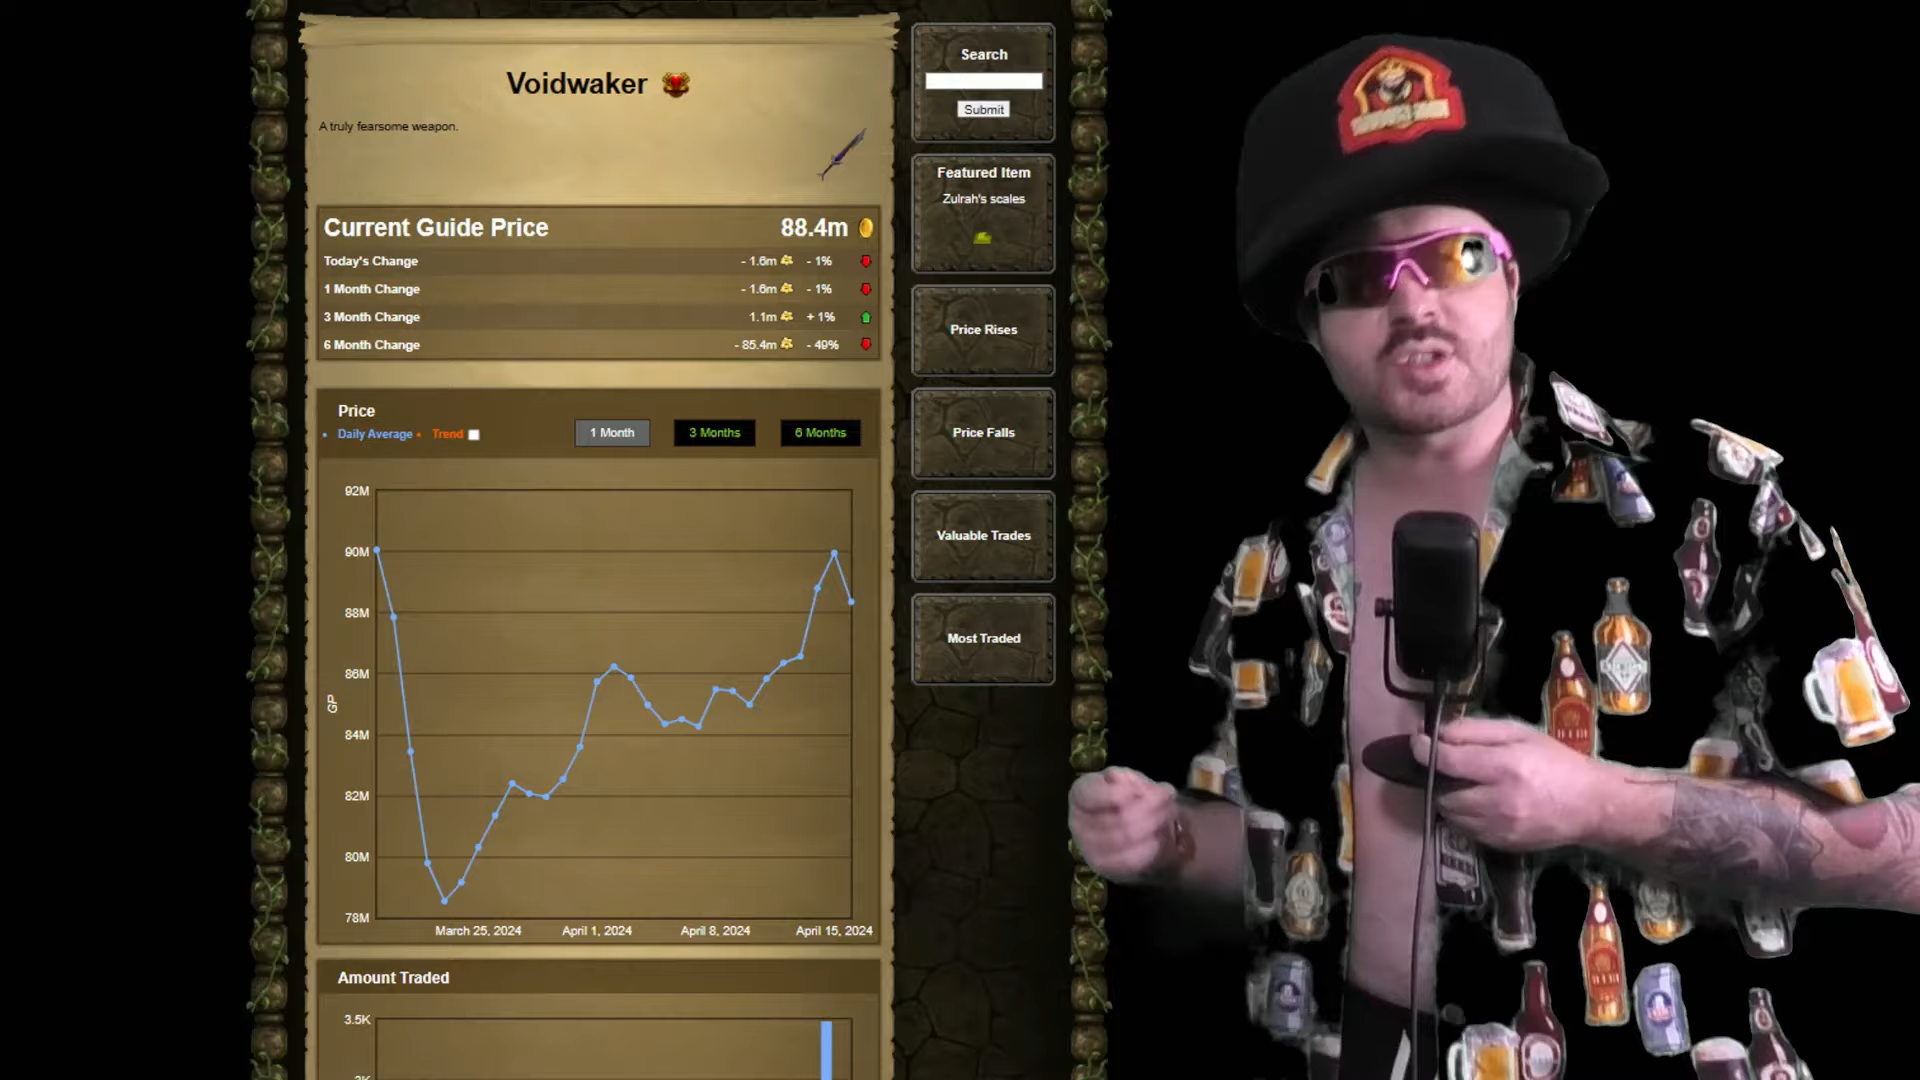 Voidwaker
A truly fearsome weapon.
Current Guide Price 88.4m
Today's Change - 1.6m - 1%
1 Month Change - 1.6m - 1%
3 Month Change 1.1m + 1%
6 Month Change - 85.4m - 49%
Price
Daily Average Trend
1 Month 3 Months 6 Months
92M
90M
88M
86M
84M
82M
80M
78M
GP
March 25, 2024 April 1, 2024 April 8, 2024 April 15, 2024
Amount Traded
3.5K
Search
Submit
Featured Item
Zulrah's scales
Price Rises
Price Falls
Valuable Trades
Most Traded